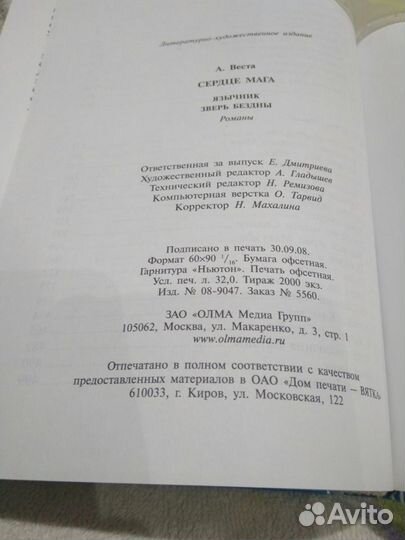 Литературно-художественное издание
А. Веста
СЕРДЦЕ МАГА
ЯЗЫЧНИК
ЗВЕРЬ БЕЗДНЫ
Романы
Ответственная за выпуск Е. Дмитриева
Художественный редактор А. Гладышев
Технический редактор Н. Ремизова
Компьютерная верстка О. Тарвид
Корректор Н. Махалина
Подписано в печать 30.09.08.
Формат 60×90 1/16. Бумага офсетная.
Гарнитура «Ньютон». Печать офсетная.
Усл. печ. л. 32,0. Тираж 2000 экз.
Изд. № 08-9047. Заказ № 5560.
ЗАО «ОЛМА Медиа Групп»
105062, Москва, ул. Макаренко, д. 3, стр. 1
www.olmamedia.ru
Отпечатано в полном соответствии с качеством
предоставленных материалов в ОАО «Дом печати — ВЯТКА»
610033, г. Киров, ул. Московская, 122
Avito